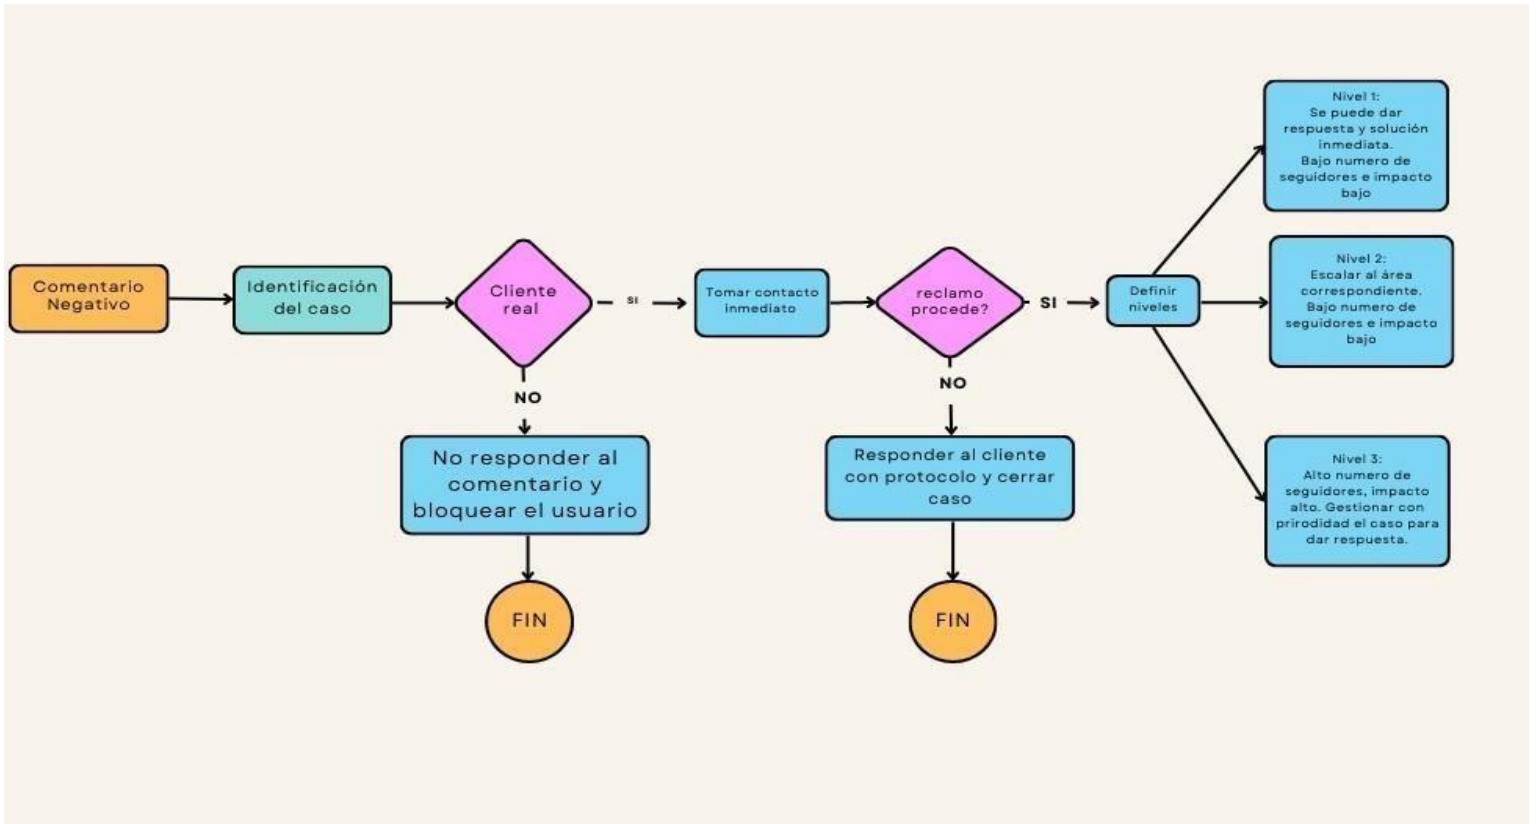 Comentario
Negativo
Identificación
del caso
Cliente
real
SI
Tomar contacto
inmediato
reclamo
procede?
SI
Definir
niveles
Nivel 1:
Se puede dar
respuesta y solución
inmediata.
Bajo numero de
seguidores e impacto
bajo
Nivel 2:
Escalar al área
correspondiente.
Bajo numero de
seguidores e impacto
bajo
Nivel 3:
Alto numero de
seguidores, impacto
alto. Gestionar con
prirodidad el caso para
dar respuesta.
NO
No responder al
comentario y
bloquear el usuario
FIN
NO
Responder al cliente
con protocolo y cerrar
caso
FIN